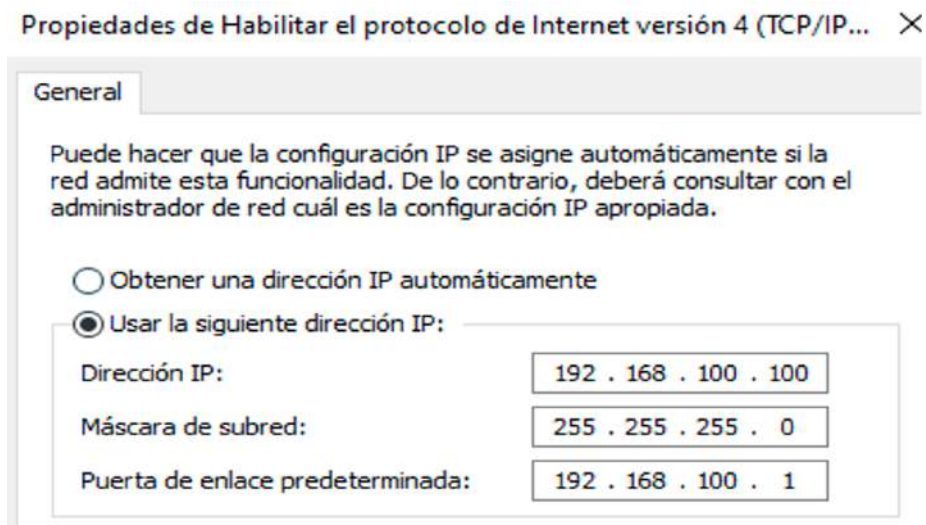 Propiedades de Habilitar el protocolo de Internet versión 4 (TCP/IP...
General
Puede hacer que la configuración IP se asigne automáticamente si la
red admite esta funcionalidad. De lo contrario, deberá consultar con el
administrador de red cuál es la configuración IP apropiada.
Obtener una dirección IP automáticamente
Usar la siguiente dirección IP:
Dirección IP: 192 . 168 . 100 . 100
Máscara de subred: 255 . 255 . 255 . 0
Puerta de enlace predeterminada: 192 . 168 . 100 . 1